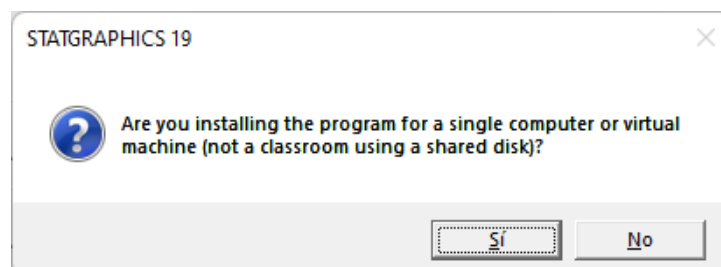 STATGRAPHICS 19
Are you installing the program for a single computer or virtual
machine (not a classroom using a shared disk)?
Sí
No